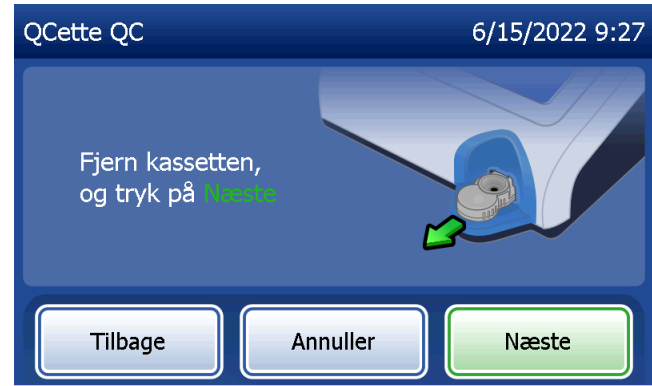 QCette QC
6/15/2022 9:27
Fjern kassetten,
og tryk på Næste
Tilbage
Annuller
Næste